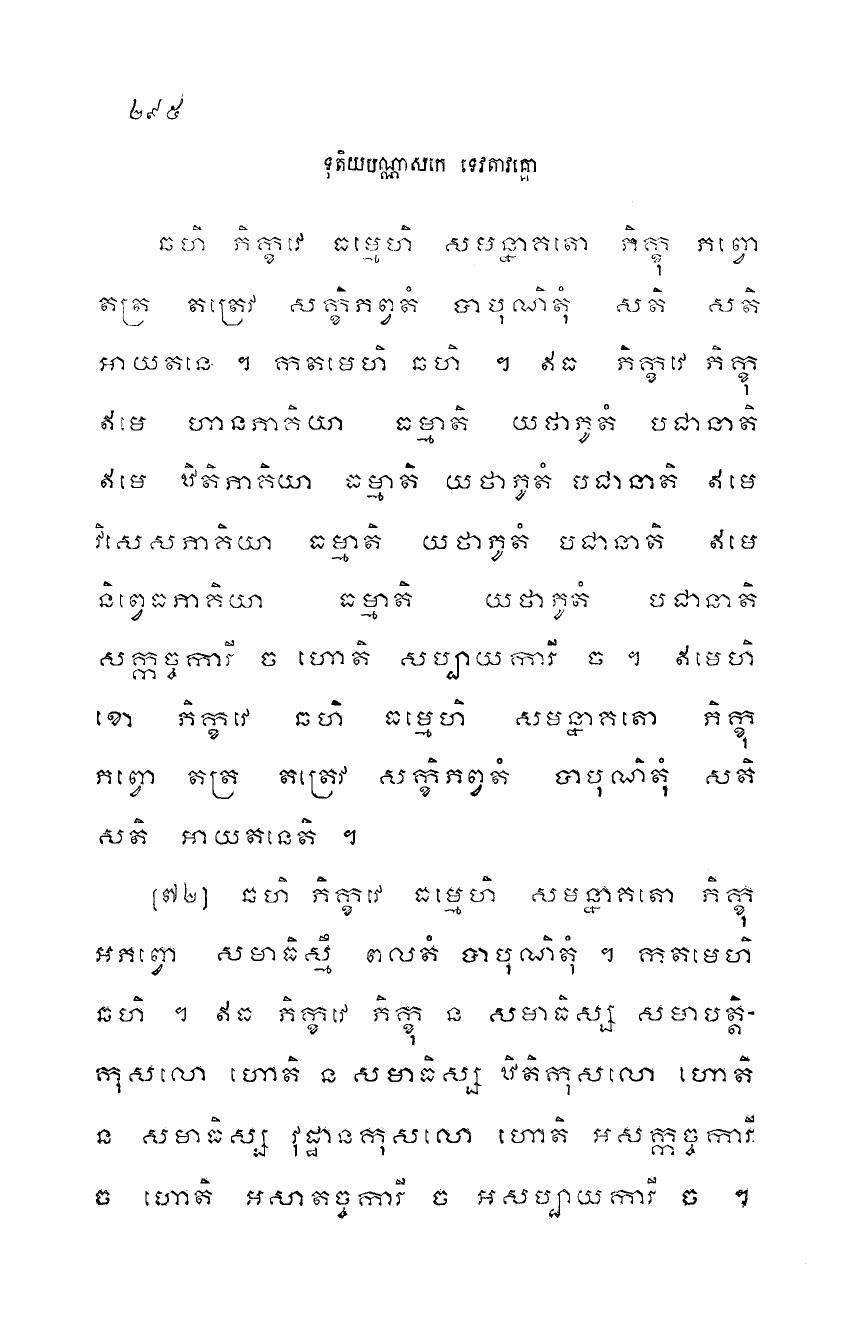 ២៩៥
ទុតិយបណ្ណាសកេ ទេវតាវគ្គោ
ឆហិ ភិក្ខវេ ធម្មេហិ សមន្នាគតោ ភិក្ខុ ភព្វោ
តត្រ តត្រេវ សក្ខិភព្វតំ បាបុណិតុំ សតិ សតិ
អាយតនេ ។ កតមេហិ ឆហិ ។ ឥធ ភិក្ខវេ ភិក្ខុ
ឥមេ ហានភាគិយា ធម្មាតិ យថាភូតំ បជានាតិ
ឥមេ ឋិតិភាគិយា ធម្មាតិ យថាភូតំ បជានាតិ ឥមេ
វិសេសភាគិយា ធម្មាតិ យថាភូតំ បជានាតិ ឥមេ
និព្វេធភាគិយា ធម្មាតិ យថាភូតំ បជានាតិ
សក្កច្ចការី ច ហោតិ សប្បាយការី ច ។ ឥមេហិ
ខោ ភិក្ខវេ ឆហិ ធម្មេហិ សមន្នាគតោ ភិក្ខុ
ភព្វោ តត្រ តត្រេវ សក្ខិភព្វតំ បាបុណិតុំ សតិ
សតិ អាយតនេតិ ។
[៧២] ឆហិ ភិក្ខវេ ធម្មេហិ សមន្នាគតោ ភិក្ខុ
អភព្វោ សមាធិស្មឹ ពលតំ បាបុណិតុំ ។ កតមេហិ
ឆហិ ។ ឥធ ភិក្ខវេ ភិក្ខុ ន សមាធិស្ស សមាបត្តិ-
កុសលោ ហោតិ ន សមាធិស្ស ឋិតិកុសលោ ហោតិ
ន សមាធិស្ស វុដ្ឋានកុសលោ ហោតិ អសក្កច្ចការី
ច ហោតិ អសាតច្ចការី ច អសប្បាយការី ច ។